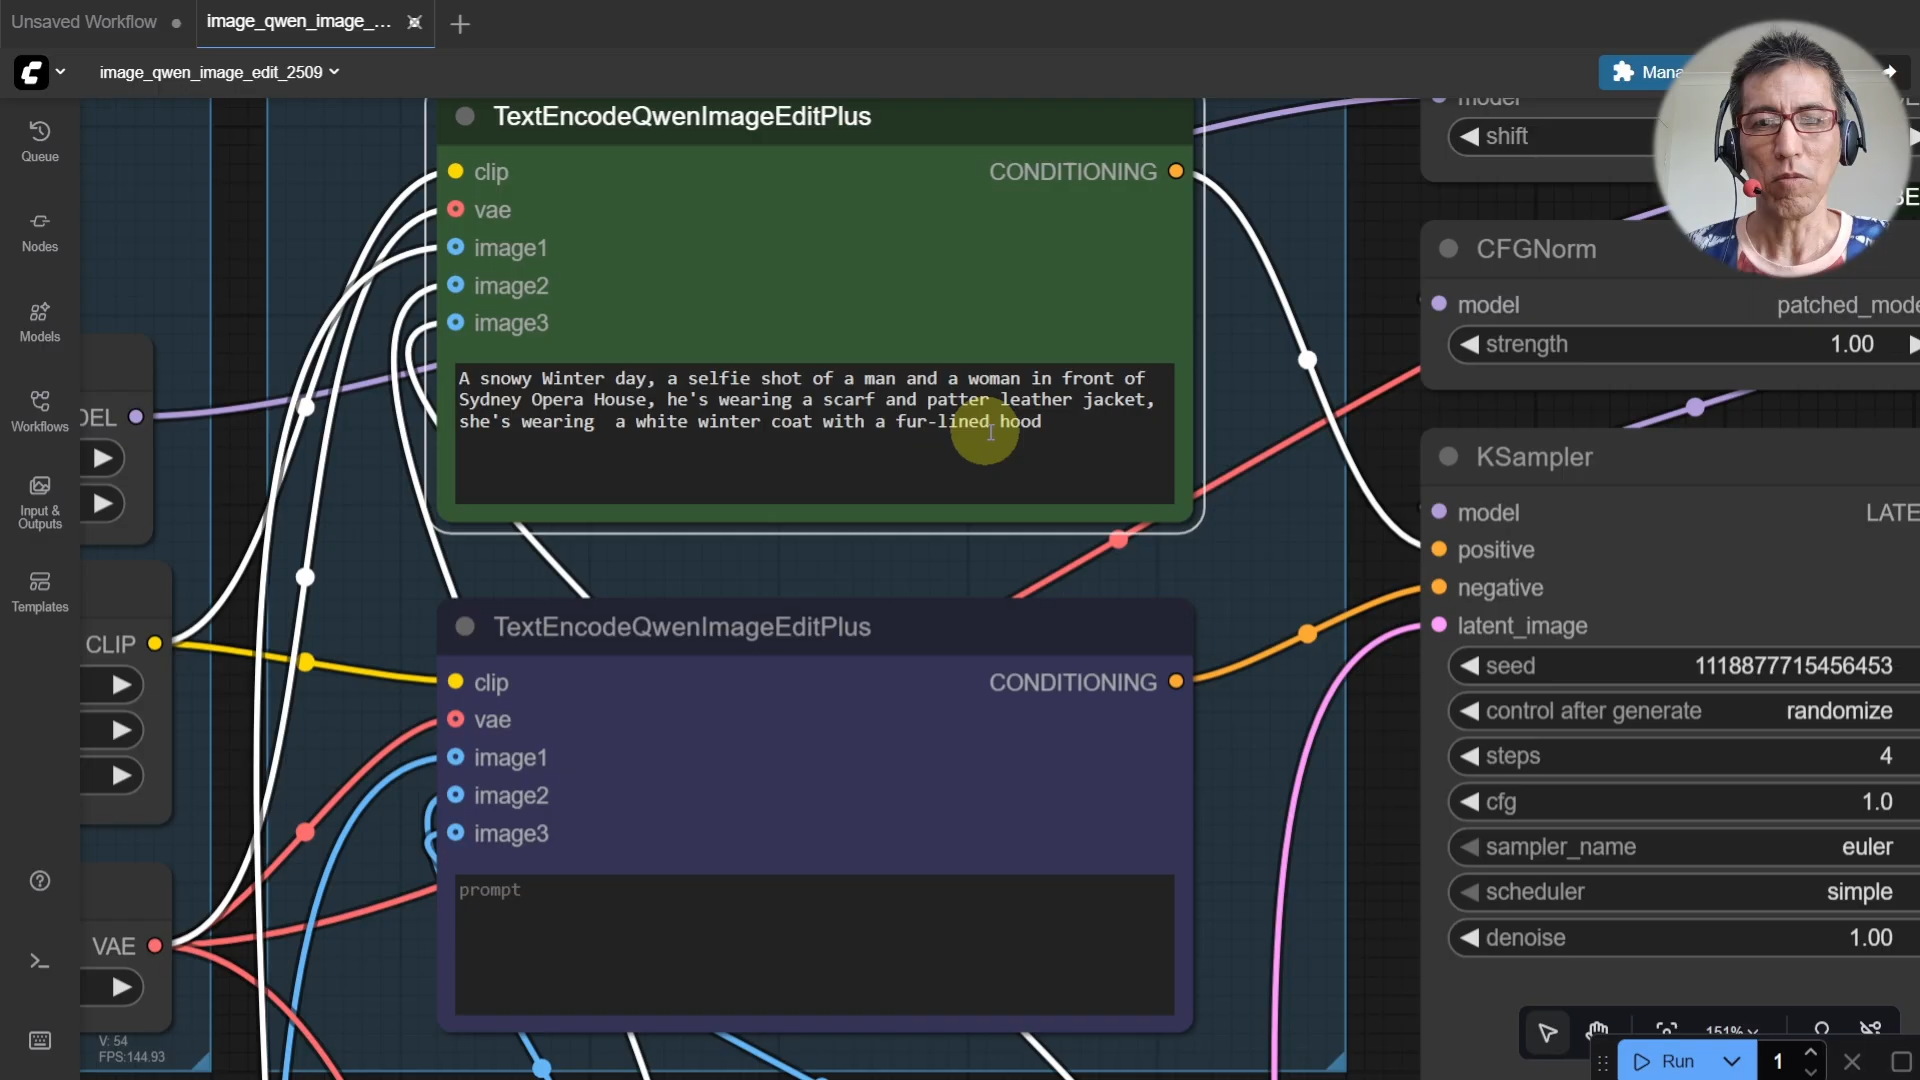 Unsaved Workflow
image_qwen_image_...
image_qwen_image_edit_2509
Queue
Nodes
Models
Workflows
Input & Outputs
Templates
V: 54
FPS:144.93
CLIP
VAE
TextEncodeQwenImageEditPlus
clip
CONDITIONING
vae
image1
image2
image3
A snowy Winter day, a selfie shot of a man and a woman in front of
Sydney Opera House, he's wearing a scarf and patter leather jacket,
she's wearing  a white winter coat with a fur-lined hood
TextEncodeQwenImageEditPlus
clip
CONDITIONING
vae
image1
image2
image3
prompt
model
shift
CFGNorm
model
strength
1.00
KSampler
model
positive
negative
latent_image
seed
1118877715456453
control after generate
randomize
steps
4
cfg
1.0
sampler_name
euler
scheduler
simple
denoise
1.00
151%
Run
1